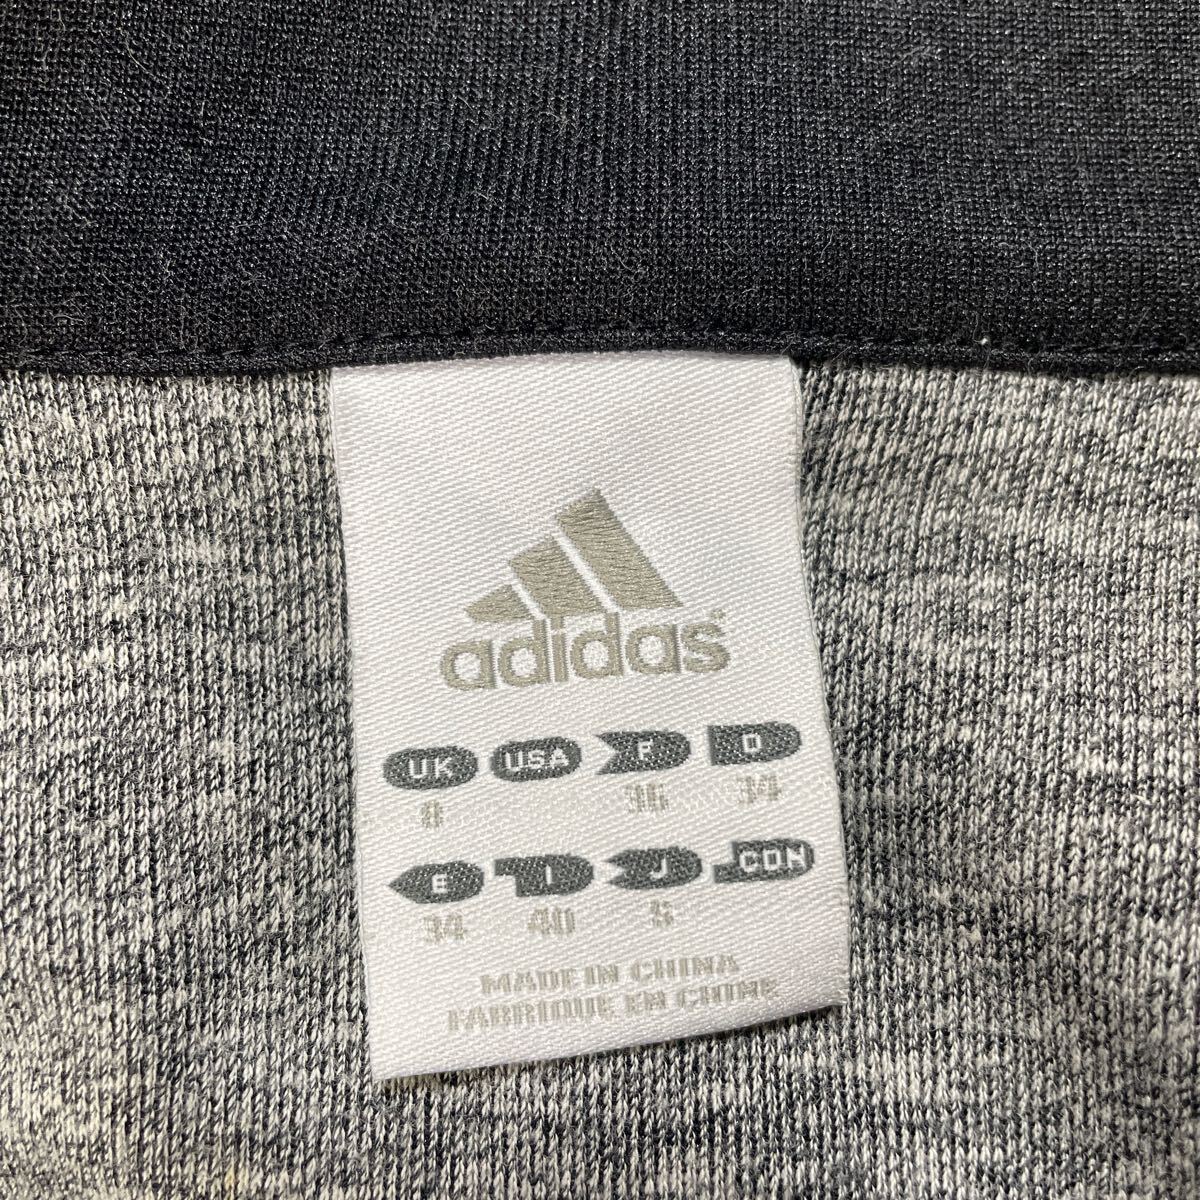 adidas
UK USA F D
8 36 34
E I J CDN
34 40 S
MADE IN CHINA
FABRIQUE EN CHINE